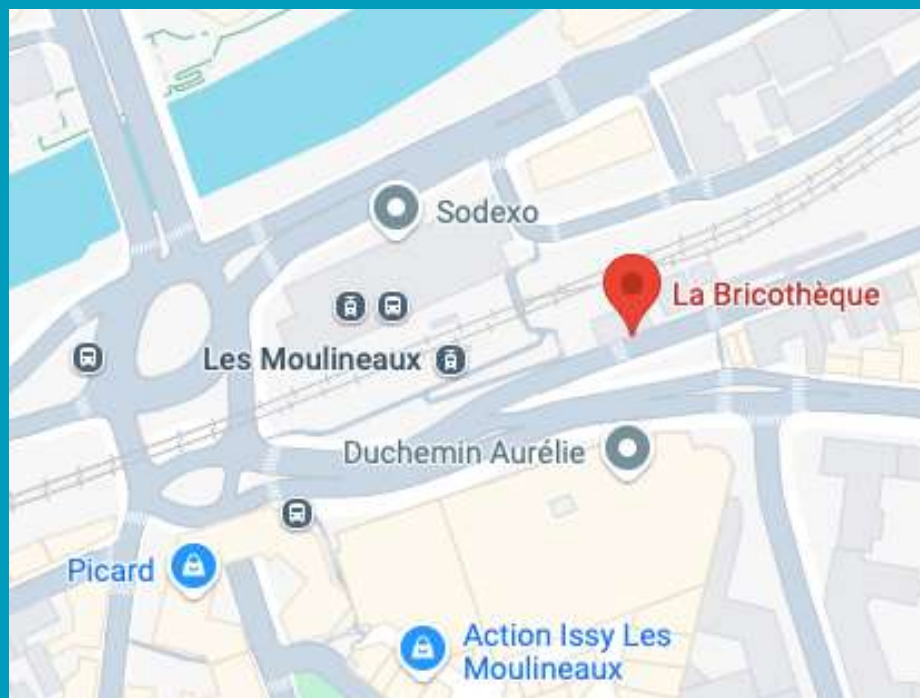 Sodexo
La Bricothèque
Les Moulineaux
Duchemin Aurélie
Picard
Action Issy Les
Moulineaux